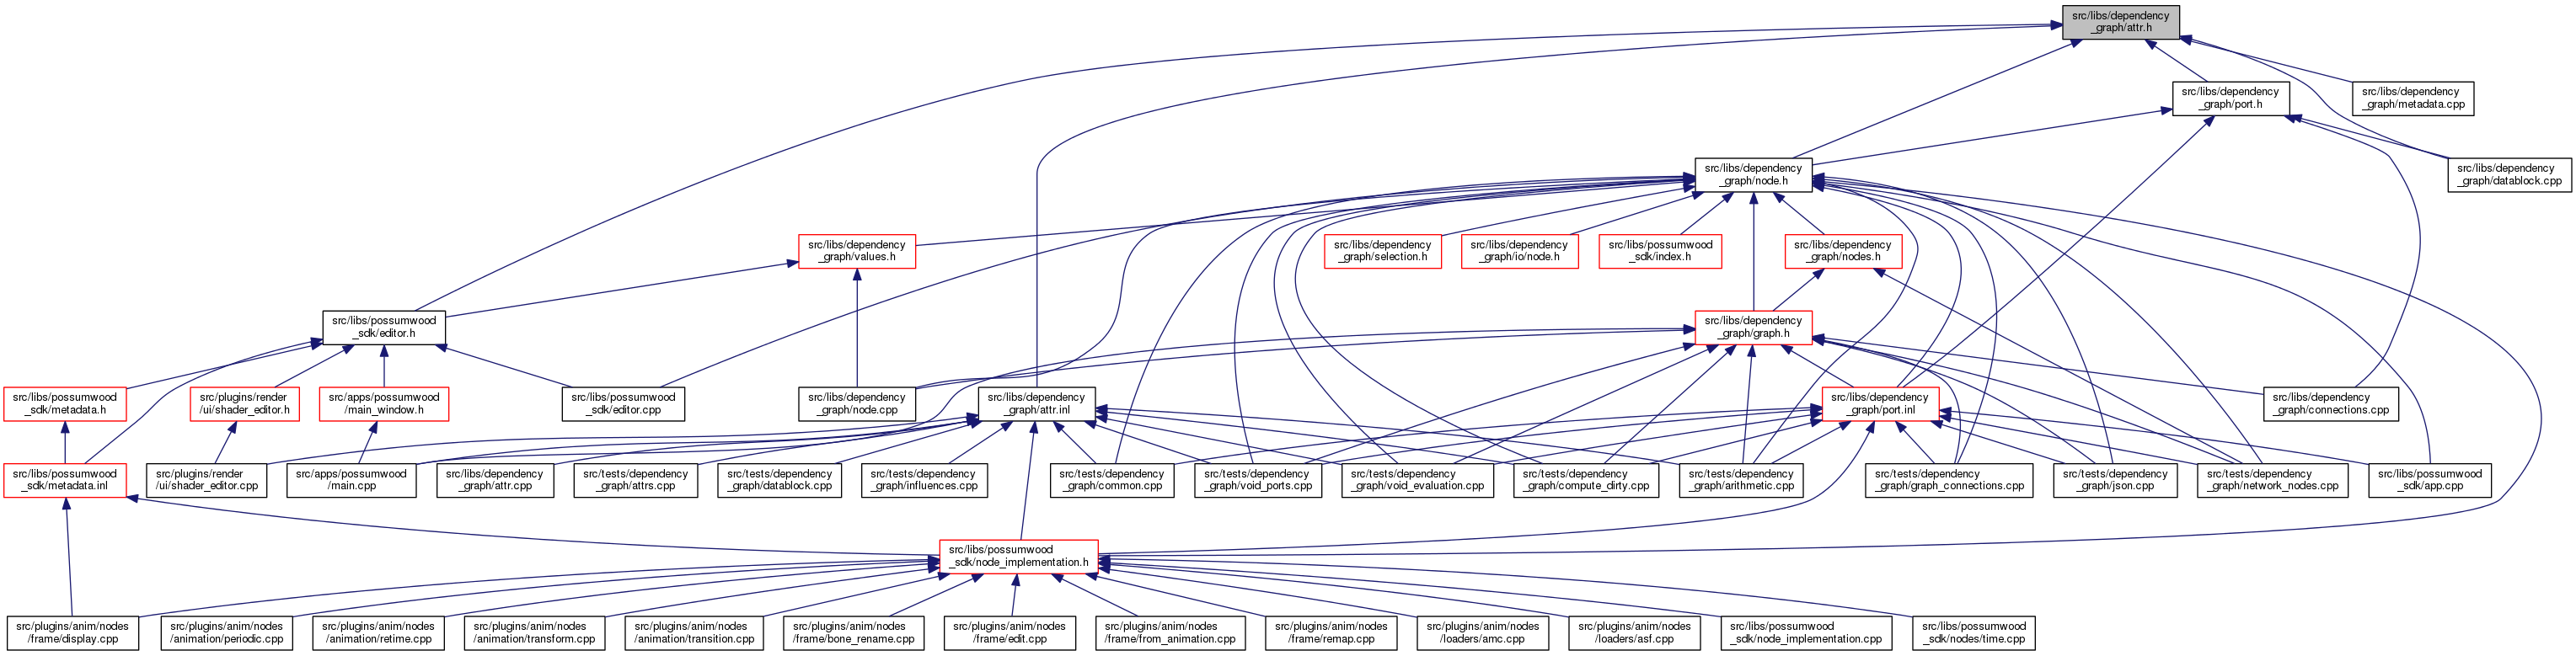 src/libs/dependency
_graph/attr.h
src/libs/dependency
_graph/port.h
src/libs/dependency
_graph/metadata.cpp
src/libs/dependency
_graph/node.h
src/libs/dependency
_graph/datablock.cpp
src/libs/dependency
_graph/values.h
src/libs/dependency
_graph/selection.h
src/libs/dependency
_graph/io/node.h
src/libs/possumwood
_sdk/index.h
src/libs/dependency
_graph/nodes.h
src/libs/possumwood
_sdk/editor.h
src/libs/dependency
_graph/graph.h
src/libs/possumwood
_sdk/metadata.h
src/plugins/render
/ui/shader_editor.h
src/apps/possumwood
/main_window.h
src/libs/possumwood
_sdk/editor.cpp
src/libs/dependency
_graph/node.cpp
src/libs/dependency
_graph/attr.inl
src/libs/dependency
_graph/port.inl
src/libs/dependency
_graph/connections.cpp
src/libs/possumwood
_sdk/metadata.inl
src/plugins/render
/ui/shader_editor.cpp
src/apps/possumwood
/main.cpp
src/libs/dependency
_graph/attr.cpp
src/tests/dependency
_graph/attrs.cpp
src/tests/dependency
_graph/datablock.cpp
src/tests/dependency
_graph/influences.cpp
src/tests/dependency
_graph/common.cpp
src/tests/dependency
_graph/void_ports.cpp
src/tests/dependency
_graph/void_evaluation.cpp
src/tests/dependency
_graph/compute_dirty.cpp
src/tests/dependency
_graph/arithmetic.cpp
src/tests/dependency
_graph/graph_connections.cpp
src/tests/dependency
_graph/json.cpp
src/tests/dependency
_graph/network_nodes.cpp
src/libs/possumwood
_sdk/app.cpp
src/libs/possumwood
_sdk/node_implementation.h
src/plugins/anim/nodes
/frame/display.cpp
src/plugins/anim/nodes
/animation/periodic.cpp
src/plugins/anim/nodes
/animation/retime.cpp
src/plugins/anim/nodes
/animation/transform.cpp
src/plugins/anim/nodes
/animation/transition.cpp
src/plugins/anim/nodes
/frame/bone_rename.cpp
src/plugins/anim/nodes
/frame/edit.cpp
src/plugins/anim/nodes
/frame/from_animation.cpp
src/plugins/anim/nodes
/frame/remap.cpp
src/plugins/anim/nodes
/loaders/amc.cpp
src/plugins/anim/nodes
/loaders/asf.cpp
src/libs/possumwood
_sdk/node_implementation.cpp
src/libs/possumwood
_sdk/nodes/time.cpp